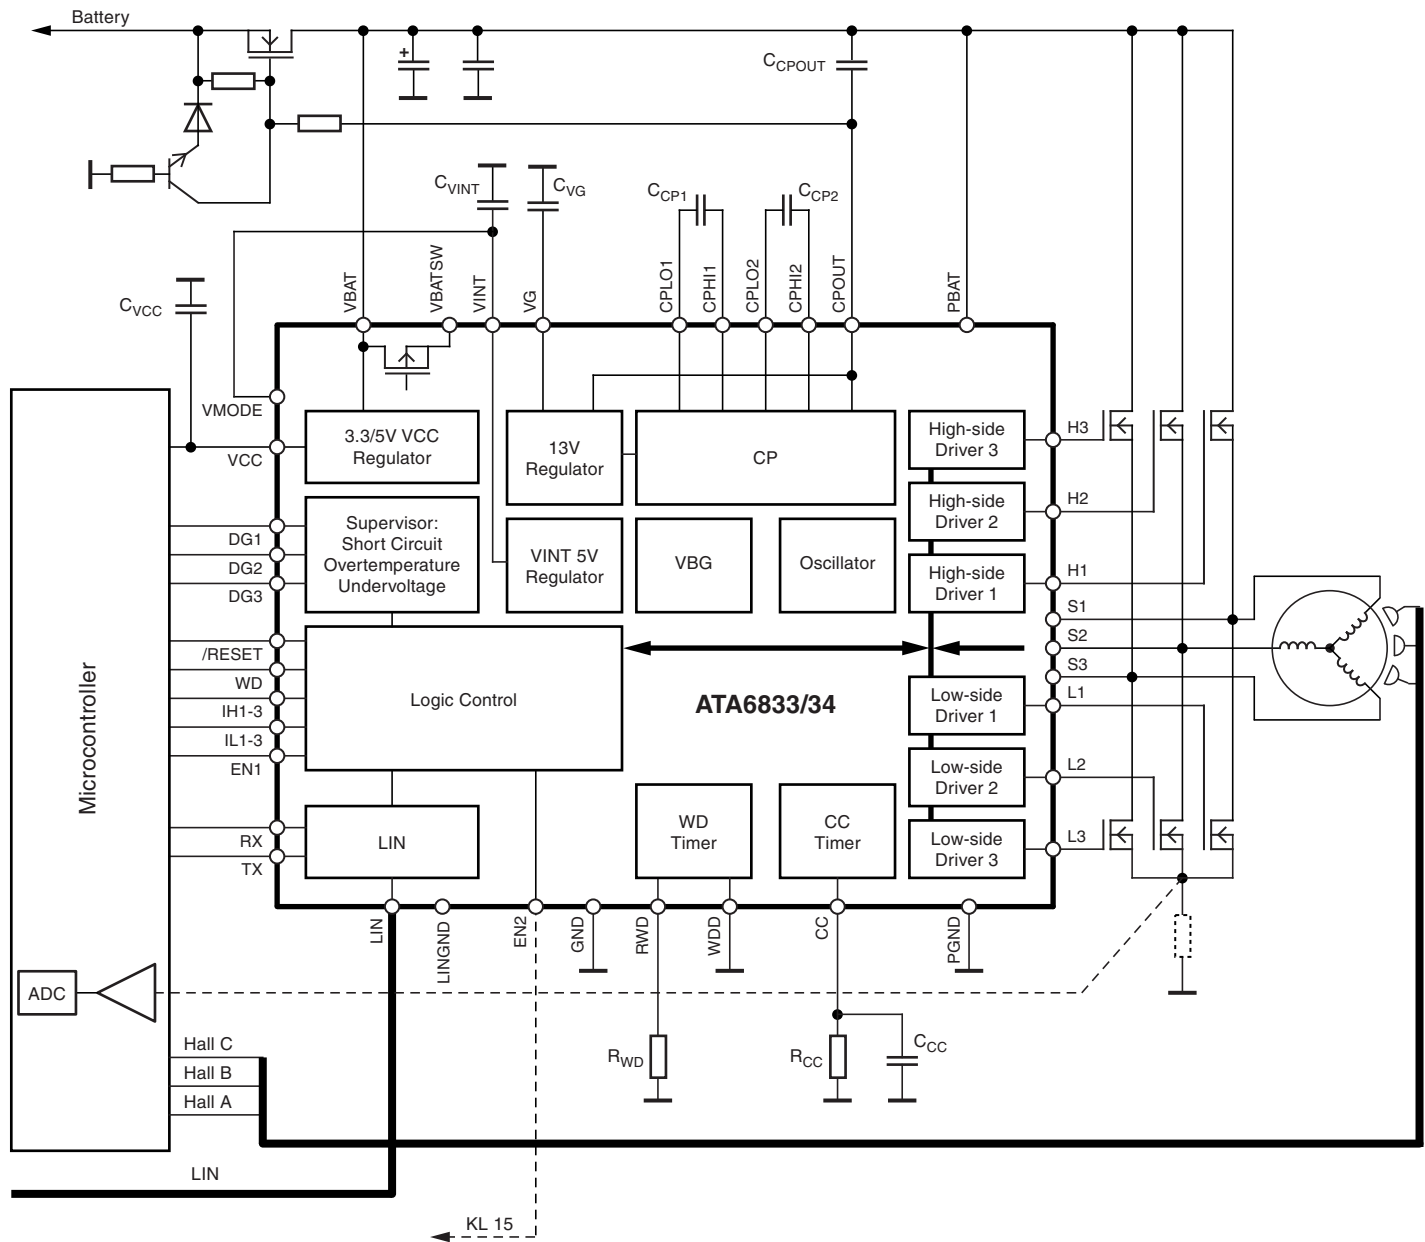 Battery
+
CCPOUT
CVINT
CVG
CCP1
CCP2
CVCC
VBAT
VBATSW
VINT
VG
CPLO1
CPHI1
CPLO2
CPHI2
CPOUT
PBAT
VMODE
VCC
3.3/5V VCC
Regulator
13V
Regulator
CP
High-side
Driver 3
H3
DG1
DG2
DG3
Supervisor:
Short Circuit
Overtemperature
Undervoltage
VINT 5V
Regulator
VBG
Oscillator
High-side
Driver 2
H2
High-side
Driver 1
H1
S1
S2
S3
Microcontroller
/RESET
WD
IH1-3
IL1-3
EN1
Logic Control
ATA6833/34
Low-side
Driver 1
L1
Low-side
Driver 2
L2
Low-side
Driver 3
L3
RX
TX
LIN
WD
Timer
CC
Timer
LIN
LINGND
EN2
GND
RWD
WDD
CC
PGND
ADC
Hall C
Hall B
Hall A
RWD
RCC
CCC
LIN
KL 15